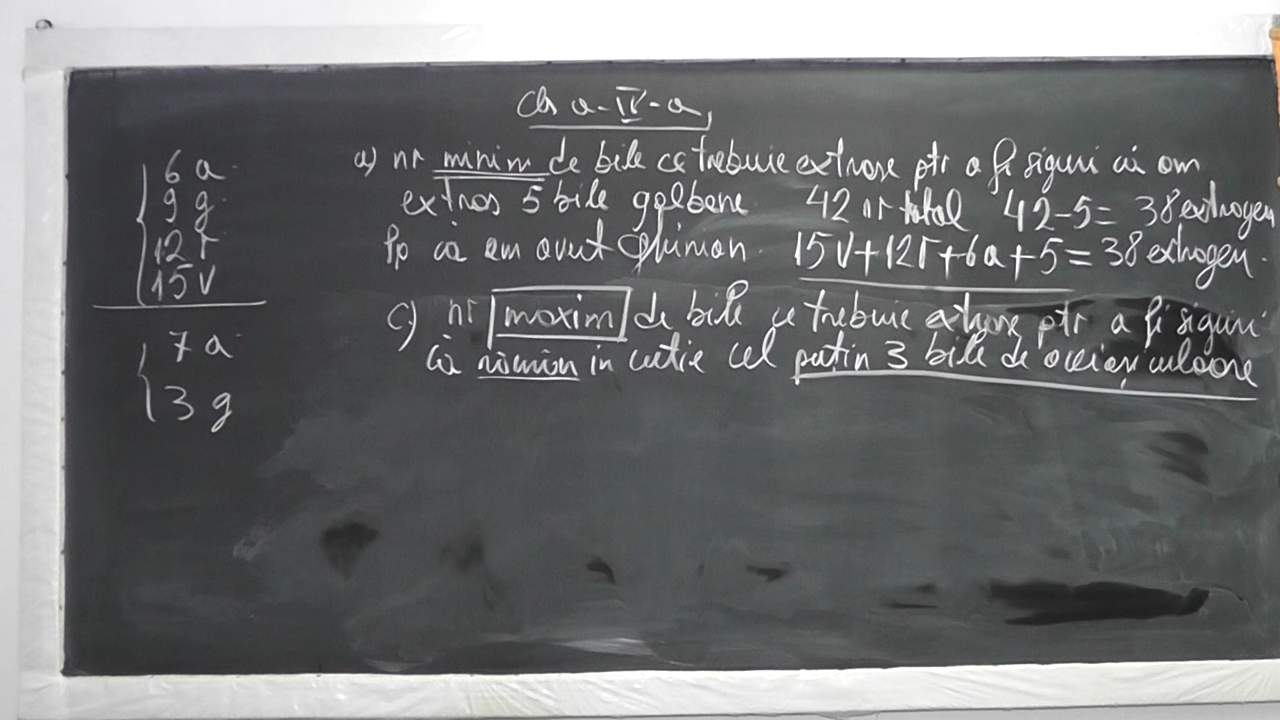 cls a-IV-a,
6 a
9 g
12 r
15 V
7 a
3 g
a) nr minim de bile ce trebuie extrase ptr a fi siguri că am
extras 5 bile galbene 42 nr total 42-5= 38 extrageri
Pp că am avut ghinion. 15V+12r+6a+5=38 extrageri.
c) nr maxim de bile ce trebuie extrase ptr a fi siguri
că rămân in cutie cel puțin 3 bile de aceiași culoare